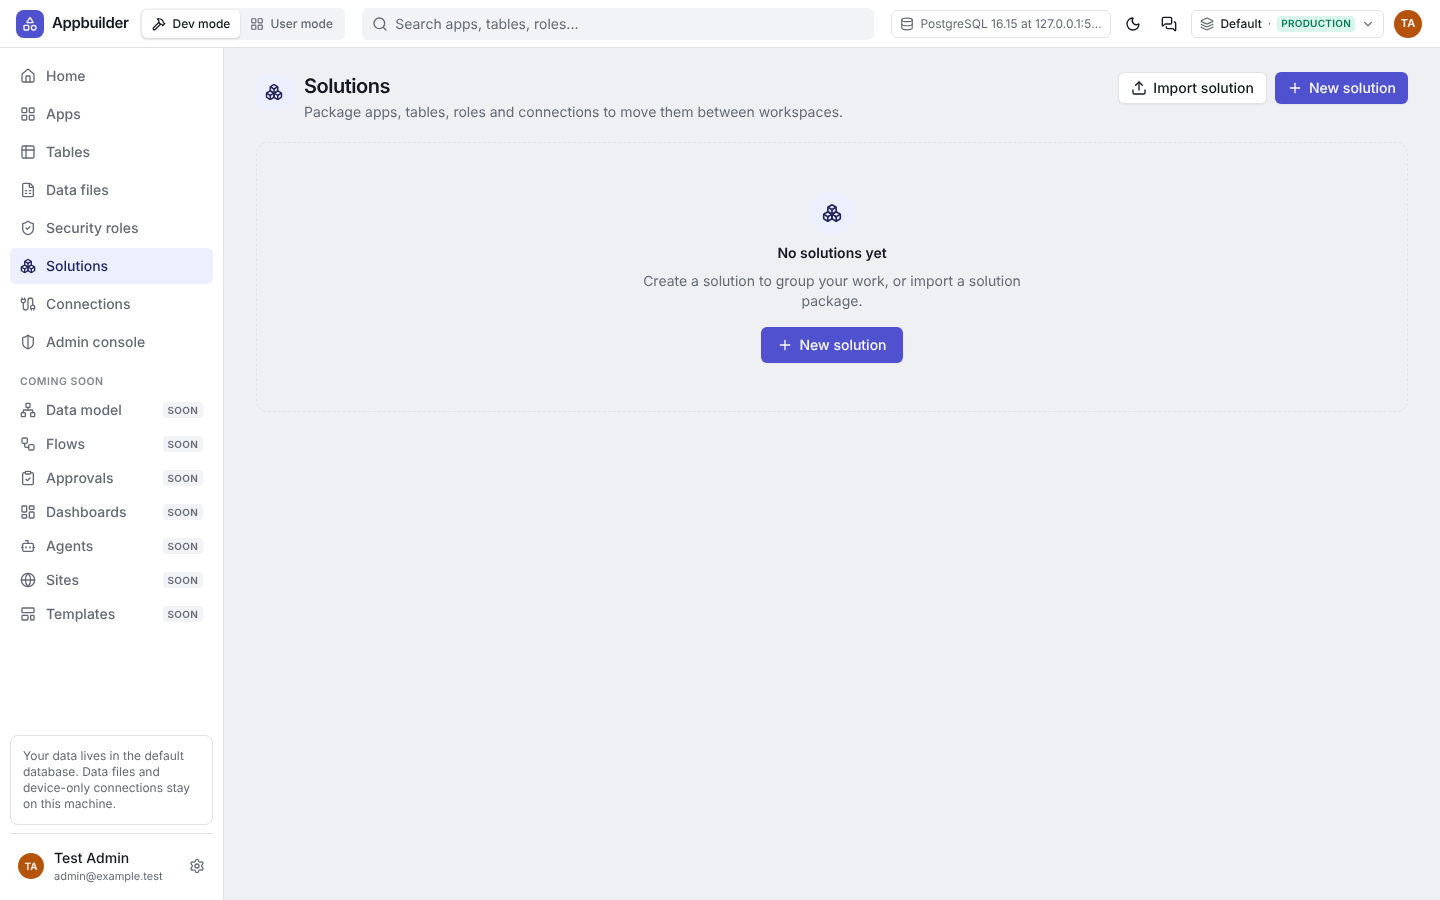 Appbuilder
Dev mode
User mode
Search apps, tables, roles...
PostgreSQL 16.15 at 127.0.0.1:5...
Default · PRODUCTION
TA
Home
Apps
Tables
Data files
Security roles
Solutions
Connections
Admin console
COMING SOON
Data model SOON
Flows SOON
Approvals SOON
Dashboards SOON
Agents SOON
Sites SOON
Templates SOON
Your data lives in the default
database. Data files and
device-only connections stay
on this machine.
TA
Test Admin
admin@example.test
Solutions
Package apps, tables, roles and connections to move them between workspaces.
Import solution
New solution
No solutions yet
Create a solution to group your work, or import a solution
package.
New solution